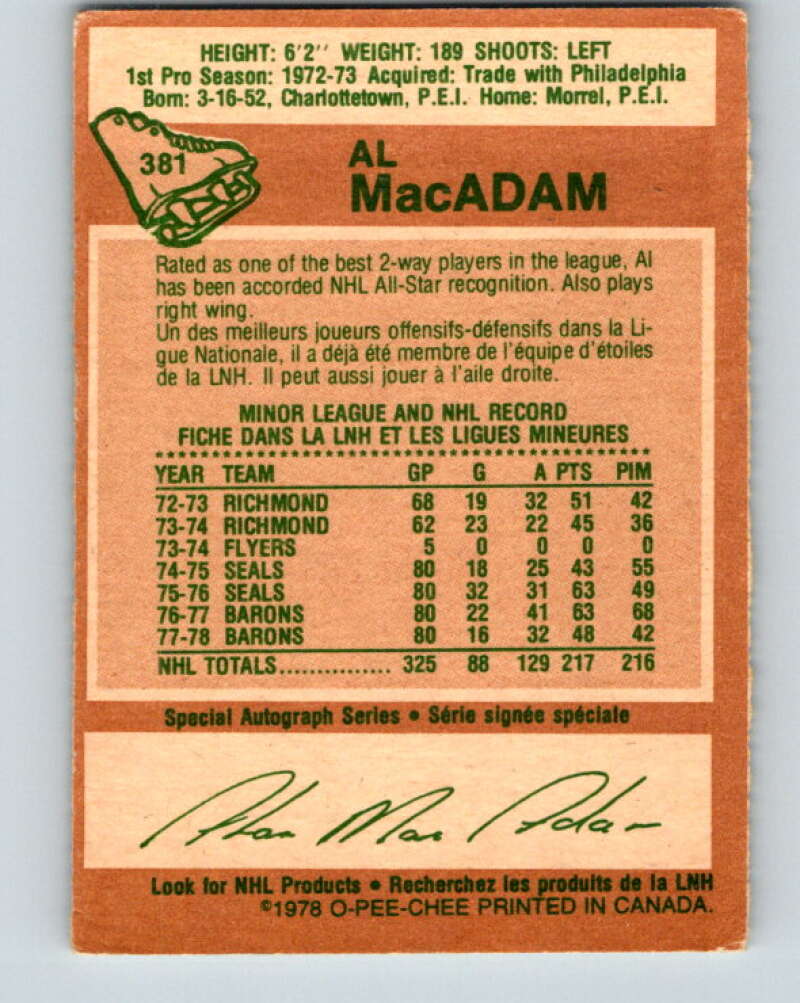 HEIGHT: 6'2'' WEIGHT: 189 SHOOTS: LEFT
1st Pro Season: 1972-73 Acquired: Trade with Philadelphia
Born: 3-16-52, Charlottetown, P.E.I. Home: Morrel, P.E.I.
381
AL
MacADAM
Rated as one of the best 2-way players in the league, Al
has been accorded NHL All-Star recognition. Also plays
right wing.
Un des meilleurs joueurs offensifs-défensifs dans la Li-
gue Nationale, il a déjà été membre de l'équipe d'étoiles
de la LNH. Il peut aussi jouer à l'aile droite.
MINOR LEAGUE AND NHL RECORD
FICHE DANS LA LNH ET LES LIGUES MINEURES
YEAR TEAM GP G A PTS PIM
72-73 RICHMOND 68 19 32 51 42
73-74 RICHMOND 62 23 22 45 36
73-74 FLYERS 5 0 0 0 0
74-75 SEALS 80 18 25 43 55
75-76 SEALS 80 32 31 63 49
76-77 BARONS 80 22 41 63 68
77-78 BARONS 80 16 32 48 42
NHL TOTALS............... 325 88 129 217 216
Special Autograph Series • Série signée spéciale
Alan Mac Adam
Look for NHL Products • Recherchez les produits de la LNH
©1978 O-PEE-CHEE PRINTED IN CANADA.